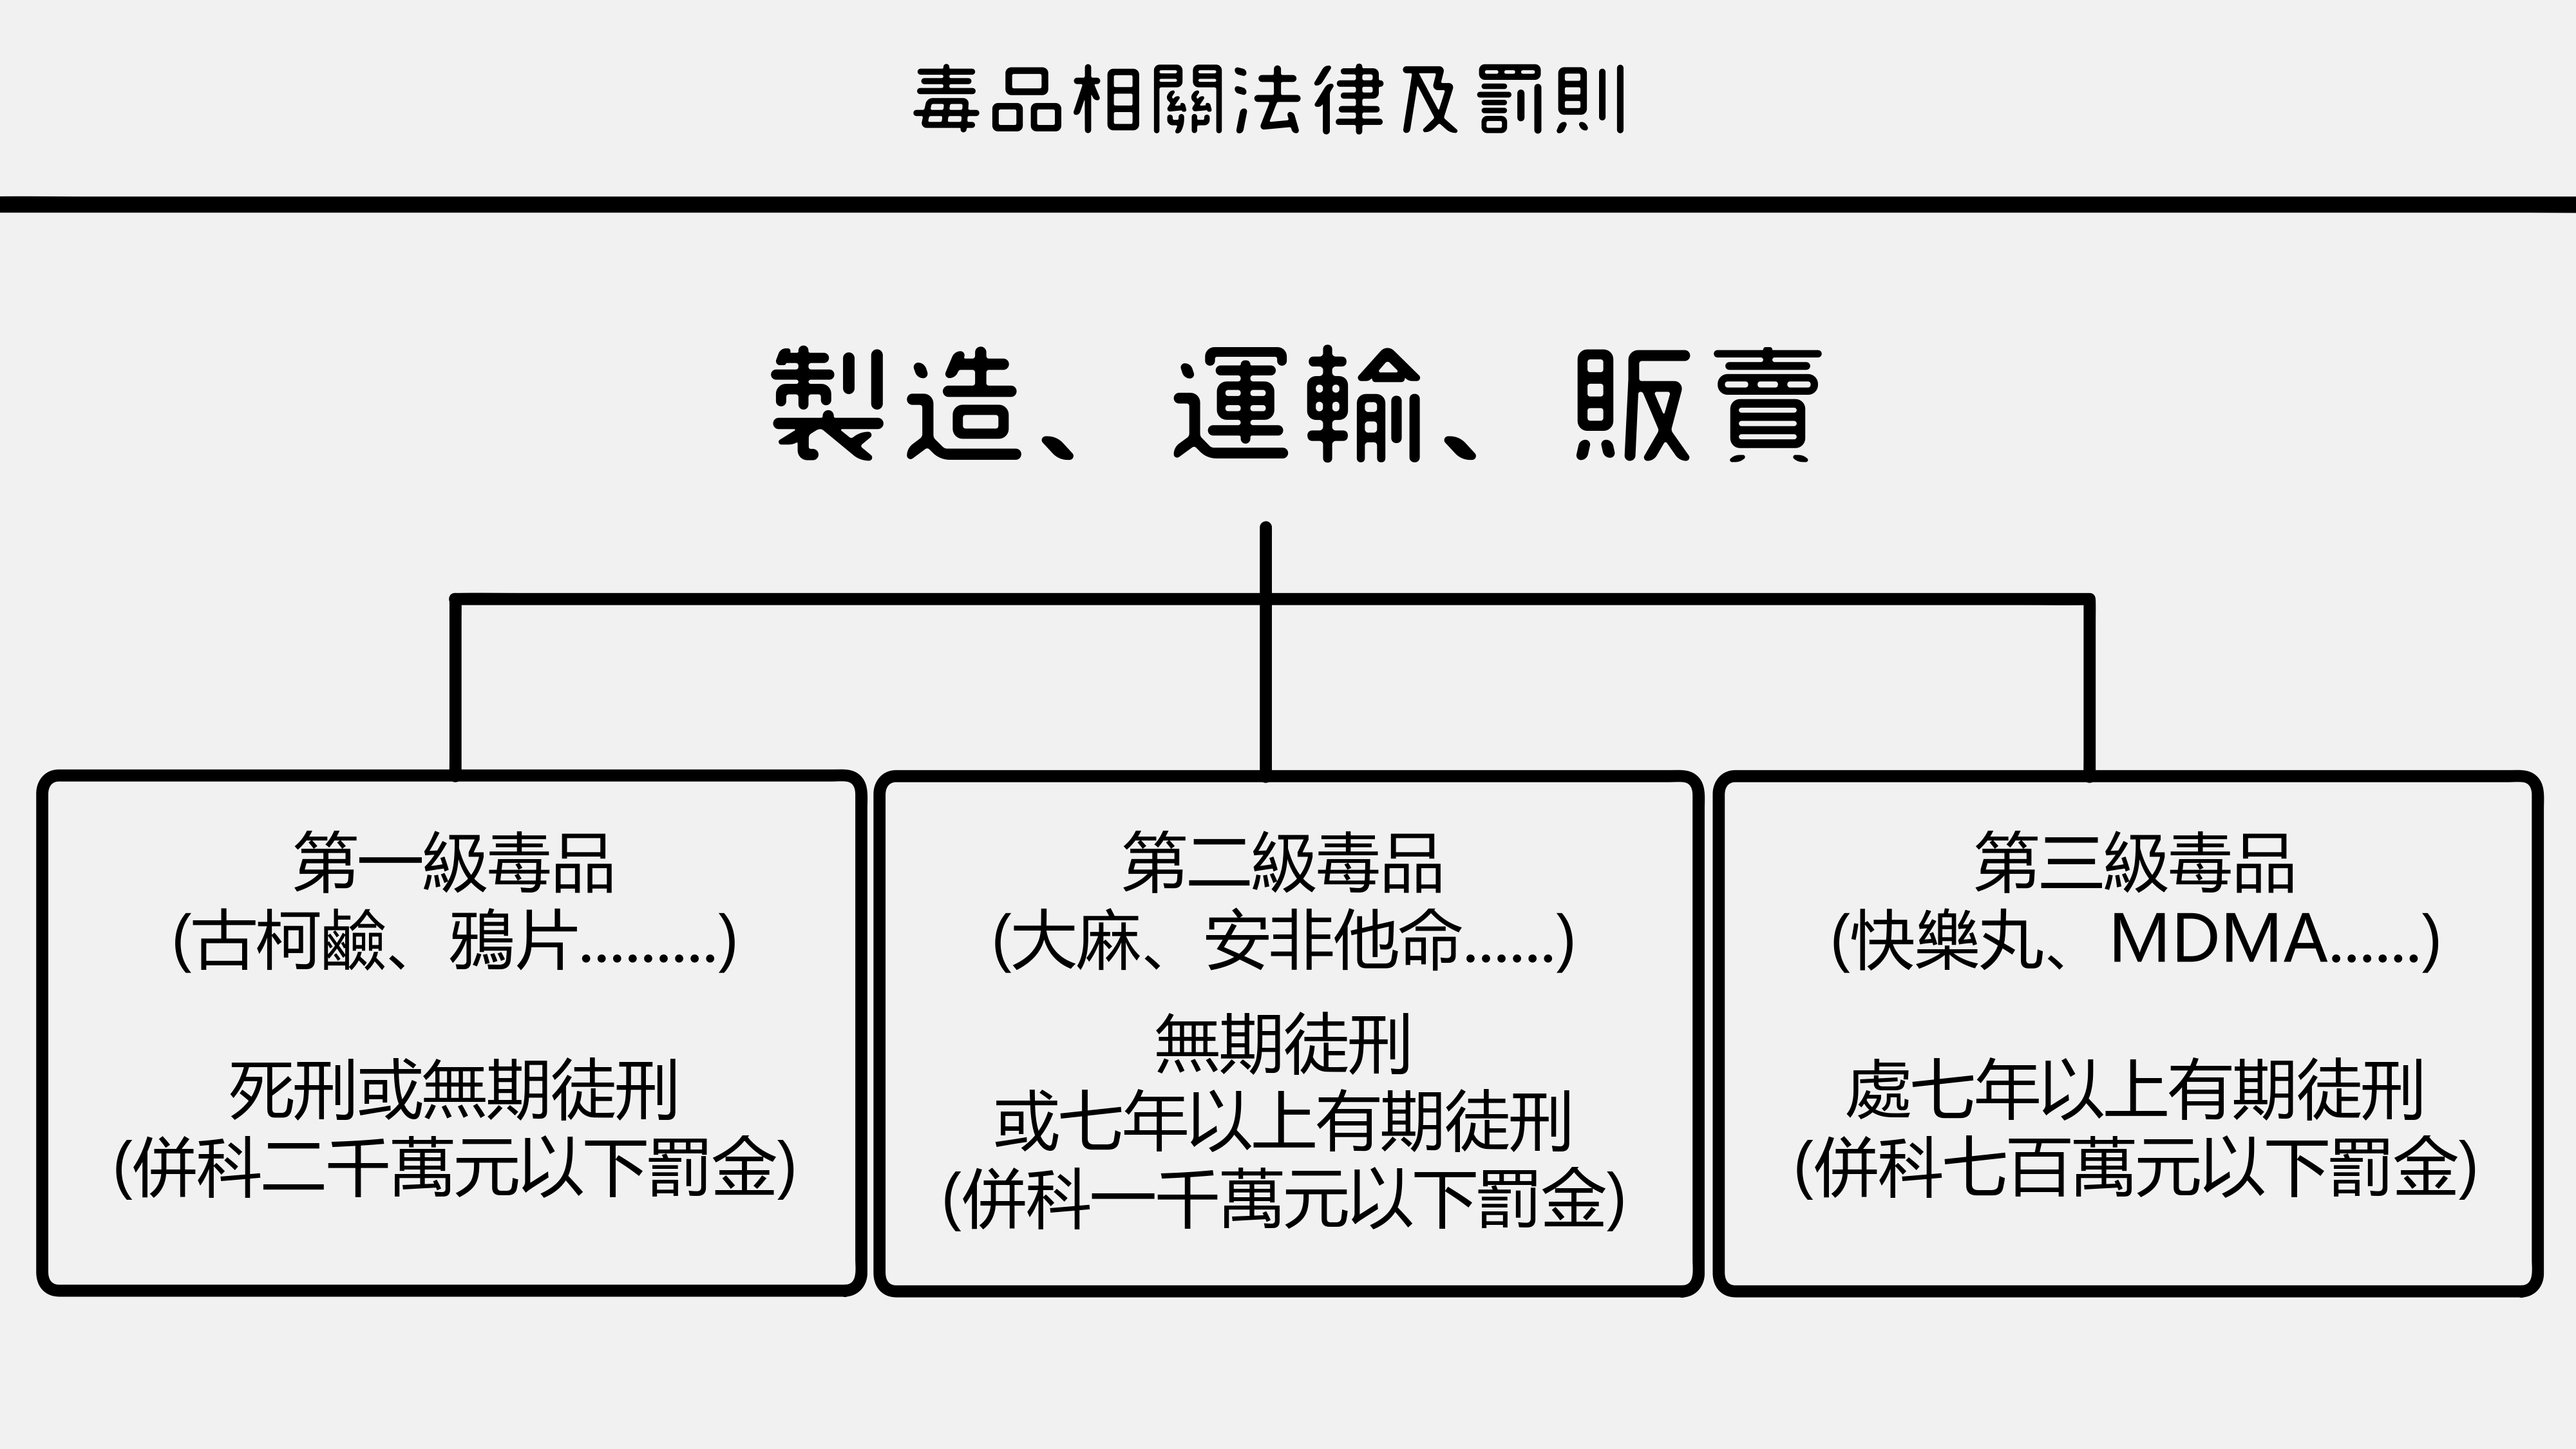 毒品相關法律及罰則
製造、運輸、販賣
第一級毒品
(古柯鹼、鴉片.........)
死刑或無期徒刑
(併科二千萬元以下罰金)
第二級毒品
(大麻、安非他命......)
無期徒刑
或七年以上有期徒刑
(併科一千萬元以下罰金)
第三級毒品
(快樂丸、MDMA......)
處七年以上有期徒刑
(併科七百萬元以下罰金)